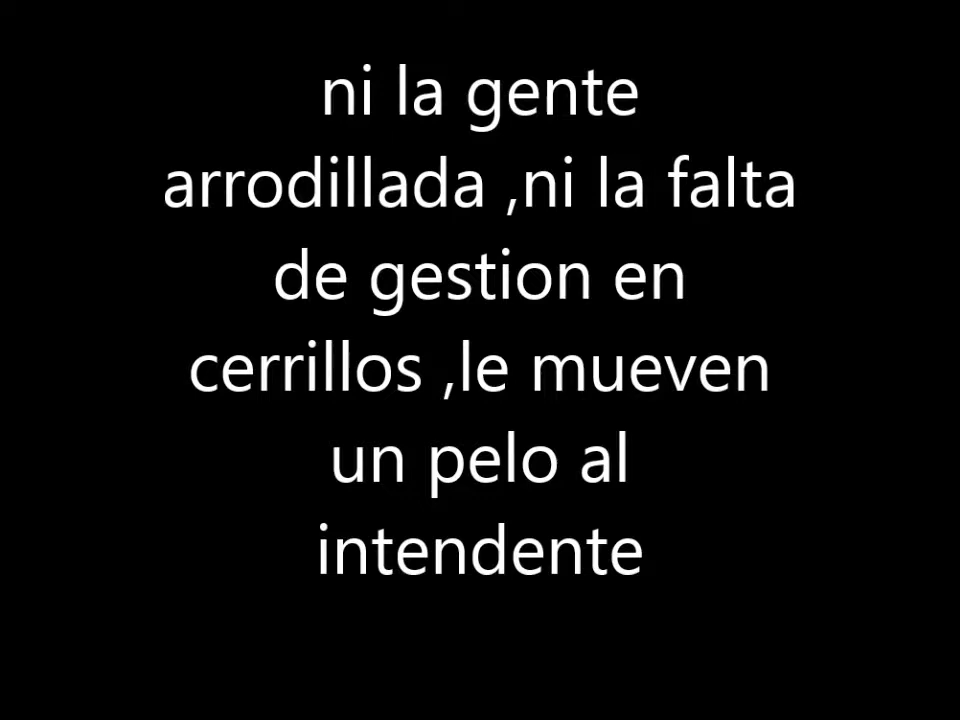 ni la gente
arrodillada ,ni la falta
de gestion en
cerrillos ,le mueven
un pelo al
intendente